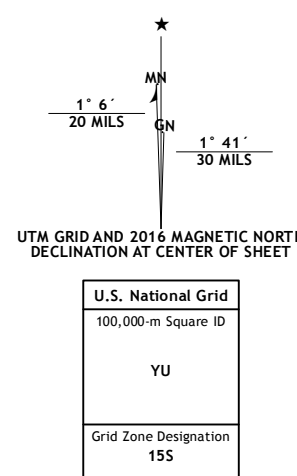 ★
MN
1° 6´
20 MILS
GN
1° 41´
30 MILS
UTM GRID AND 2016 MAGNETIC NORTH
DECLINATION AT CENTER OF SHEET
U.S. National Grid
100,000-m Square ID
YU
Grid Zone Designation
15S